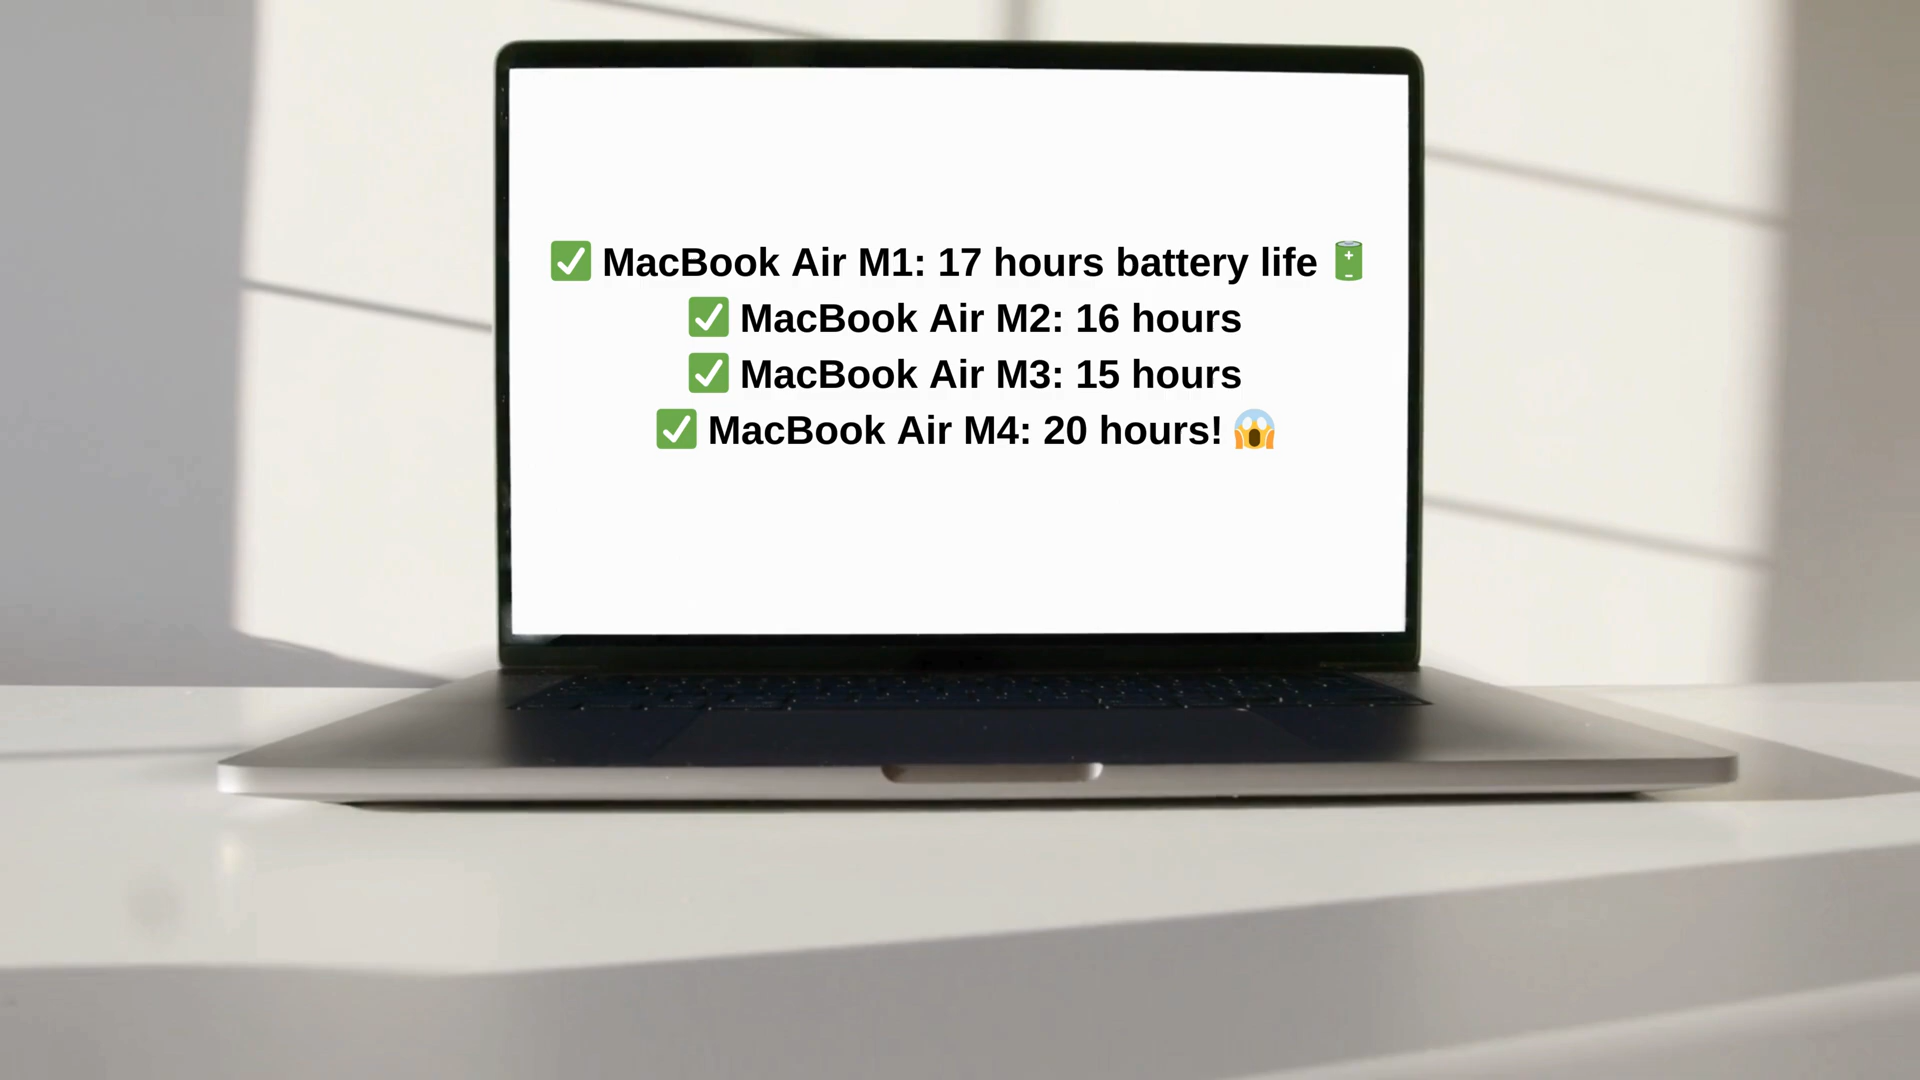 ✅ MacBook Air M1: 17 hours battery life 🔋
✅ MacBook Air M2: 16 hours
✅ MacBook Air M3: 15 hours
✅ MacBook Air M4: 20 hours! 😱